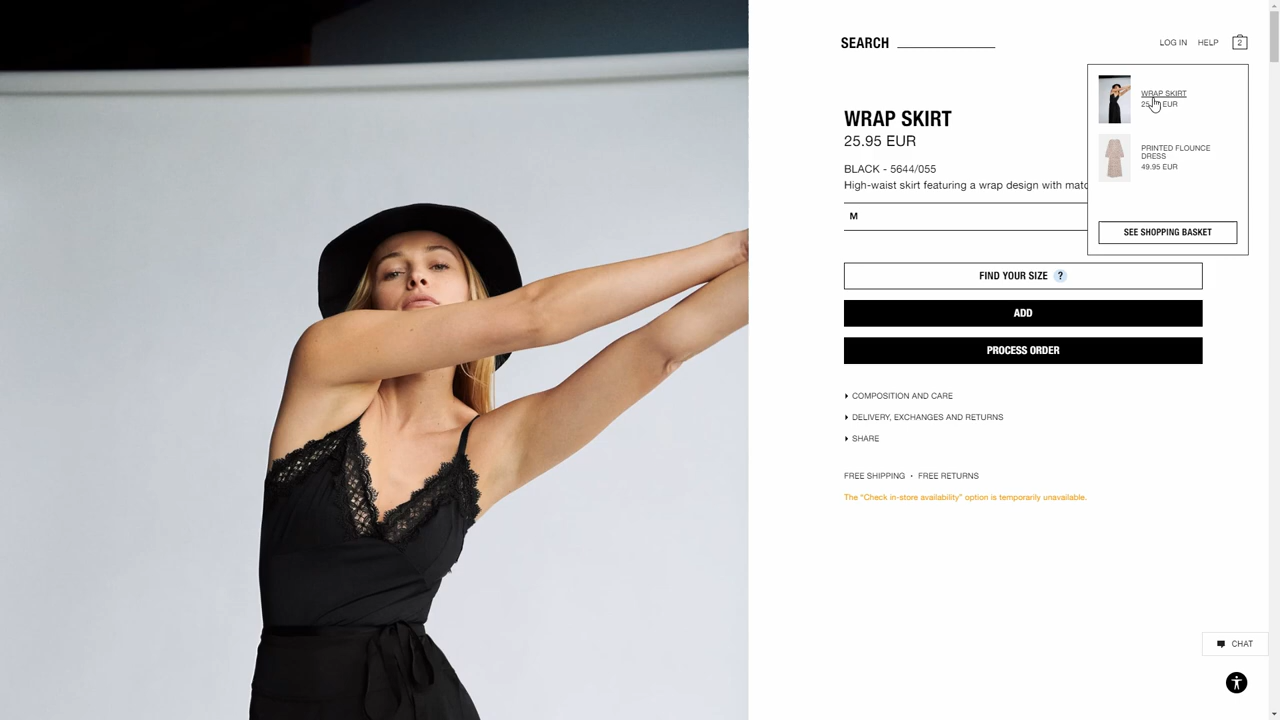 SEARCH
LOG IN
HELP
2
WRAP SKIRT
EUR
PRINTED FLOUNCE
DRESS
49.95 EUR
SEE SHOPPING BASKET
WRAP SKIRT
25.95 EUR
BLACK - 5644/055
High-waist skirt featuring a wrap design with
M
FIND YOUR SIZE ?
ADD
PROCESS ORDER
COMPOSITION AND CARE
DELIVERY, EXCHANGES AND RETURNS
SHARE
FREE SHIPPING • FREE RETURNS
The “Check in-store availability” option is temporarily unavailable.
CHAT